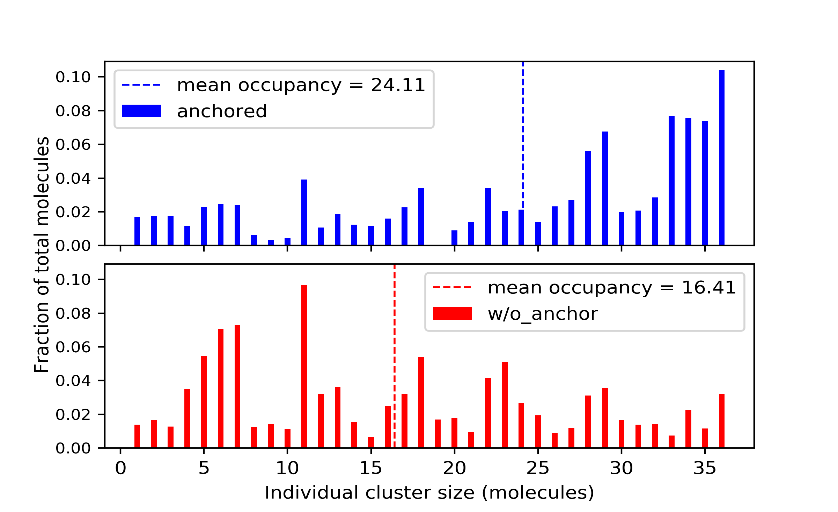 mean occupancy = 24.11
anchored
0.10
0.08
0.06
0.04
0.02
0.00
Fraction of total molecules
mean occupancy = 16.41
w/o_anchor
0.10
0.08
0.06
0.04
0.02
0.00
0 5 10 15 20 25 30 35
Individual cluster size (molecules)